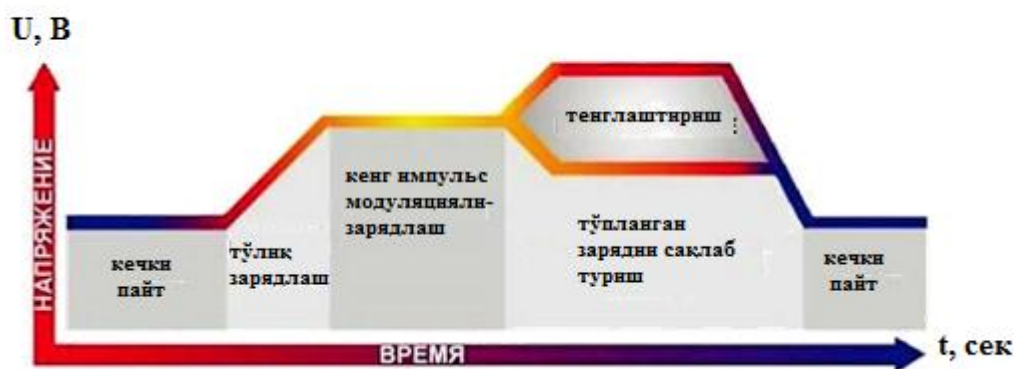 U, В
НАПРЯЖЕНИЕ
тенглаштириш
кенг импульс
модуляцияли-
зарядлаш
тўпланган
зарядни сақлаб
туриш
тўлиқ
зарядлаш
кечки
пайт
кечки
пайт
ВРЕМЯ
t, сек